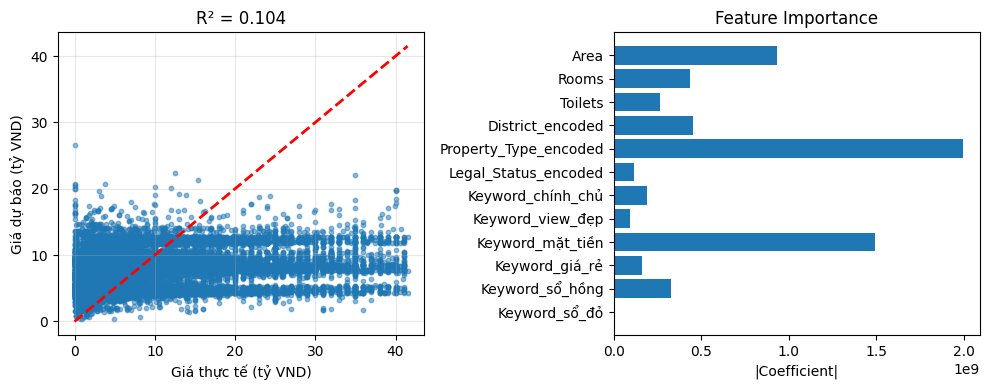 R² = 0.104
Giá dự báo (tỷ VND)
40
30
20
10
0
0
10
20
30
40
Giá thực tế (tỷ VND)
Feature Importance
Area
Rooms
Toilets
District_encoded
Property_Type_encoded
Legal_Status_encoded
Keyword_chính_chủ
Keyword_view_đẹp
Keyword_mặt_tiền
Keyword_giá_rẻ
Keyword_sổ_hồng
Keyword_sổ_đỏ
0.0
0.5
1.0
1.5
2.0
1e9
|Coefficient|